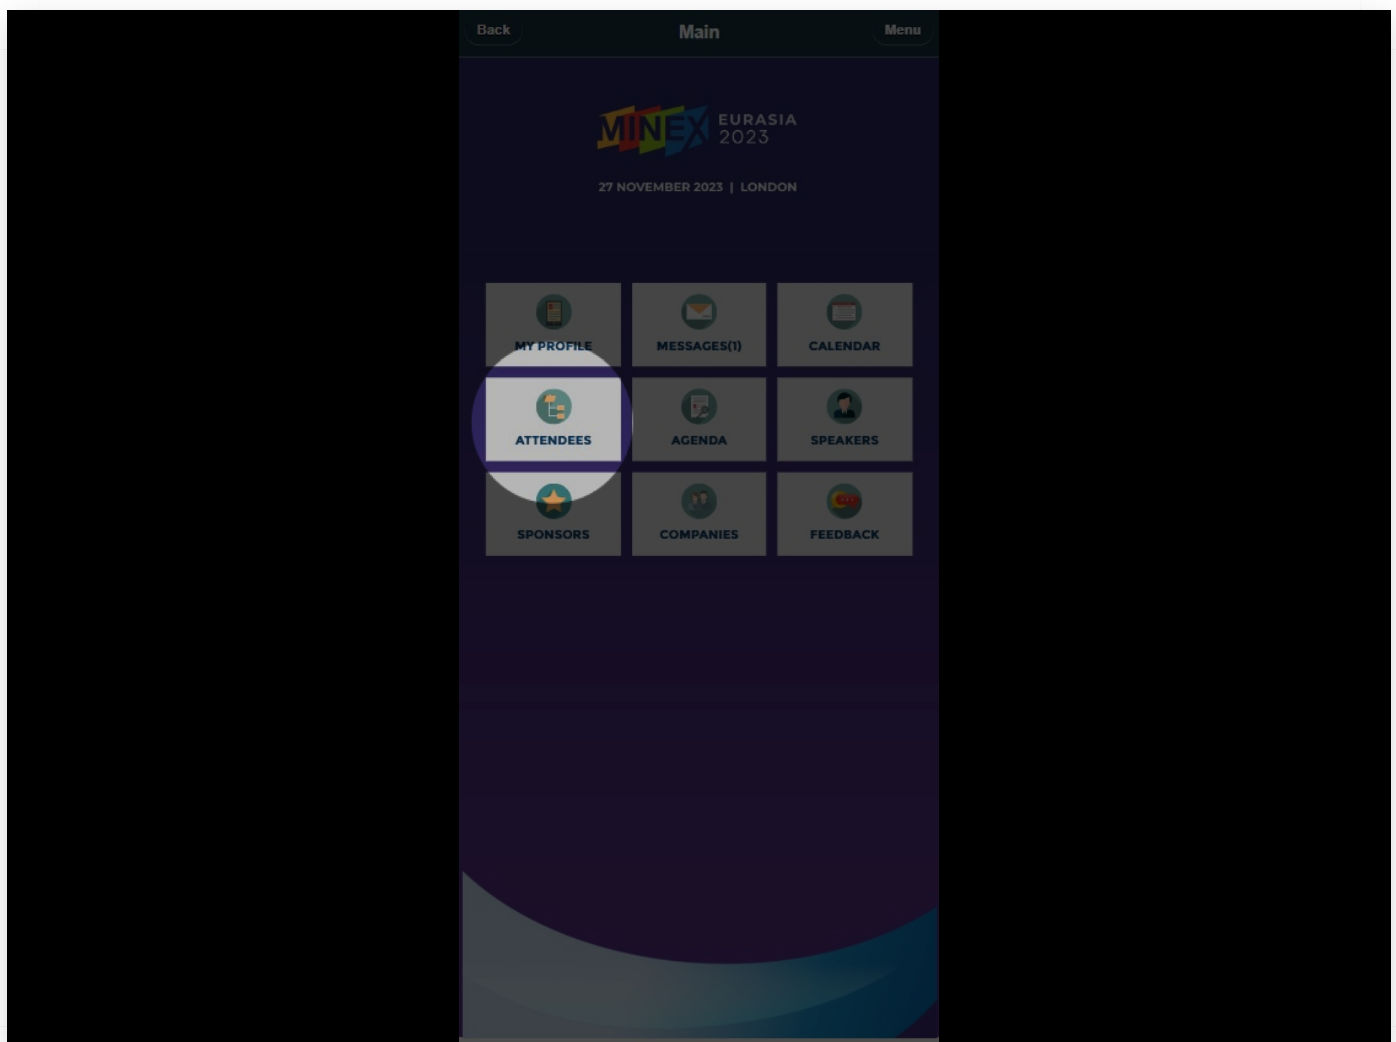 Back Main Menu
MINEX EURASIA
2023
27 NOVEMBER 2023 | LONDON
MY PROFILE MESSAGES(1) CALENDAR
ATTENDEES AGENDA SPEAKERS
SPONSORS COMPANIES FEEDBACK